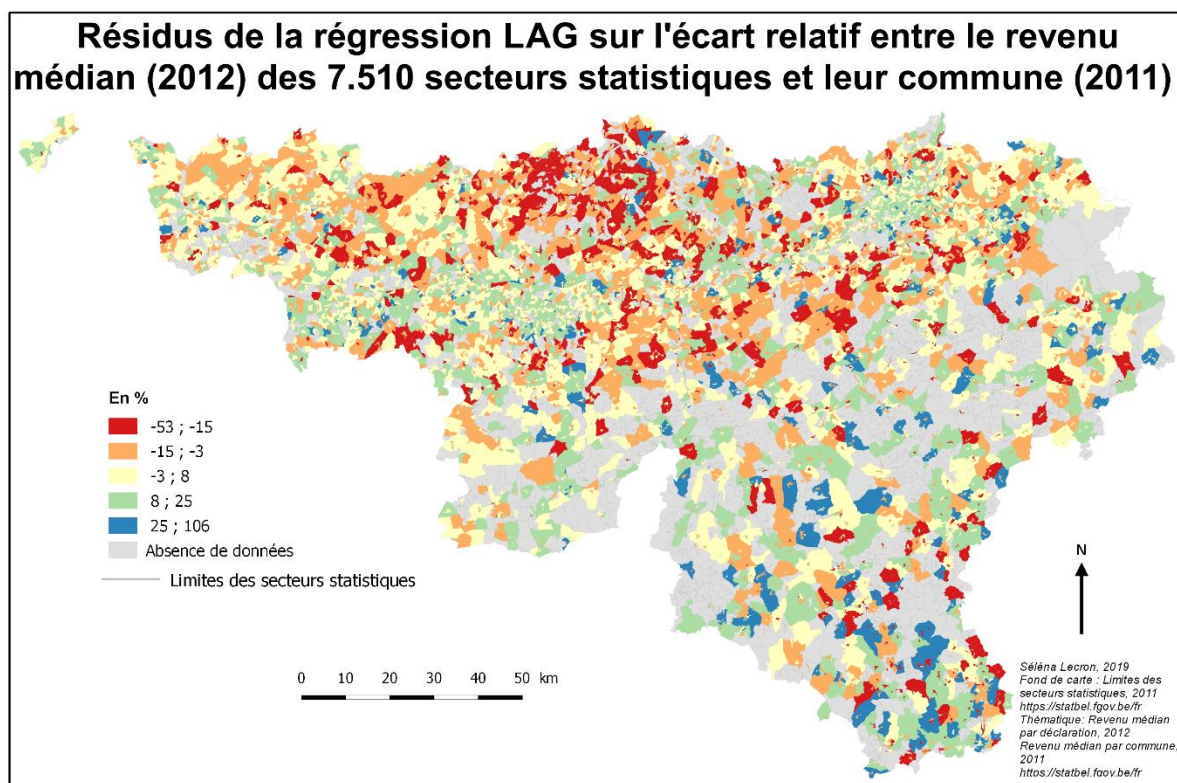 Résidus de la régression LAG sur l'écart relatif entre le revenu
médian (2012) des 7.510 secteurs statistiques et leur commune (2011)
En %
-53 ; -15
-15 ; -3
-3 ; 8
8 ; 25
25 ; 106
Absence de données
Limites des secteurs statistiques
0 10 20 30 40 50 km
N
Séléna Lecron, 2019
Fond de carte : Limites des
secteurs statistiques, 2011
https://statbel.fgov.be/fr
Thématique: Revenu médian
par déclaration, 2012
Revenu médian par commune,
2011
https://statbel.fgov.be/fr